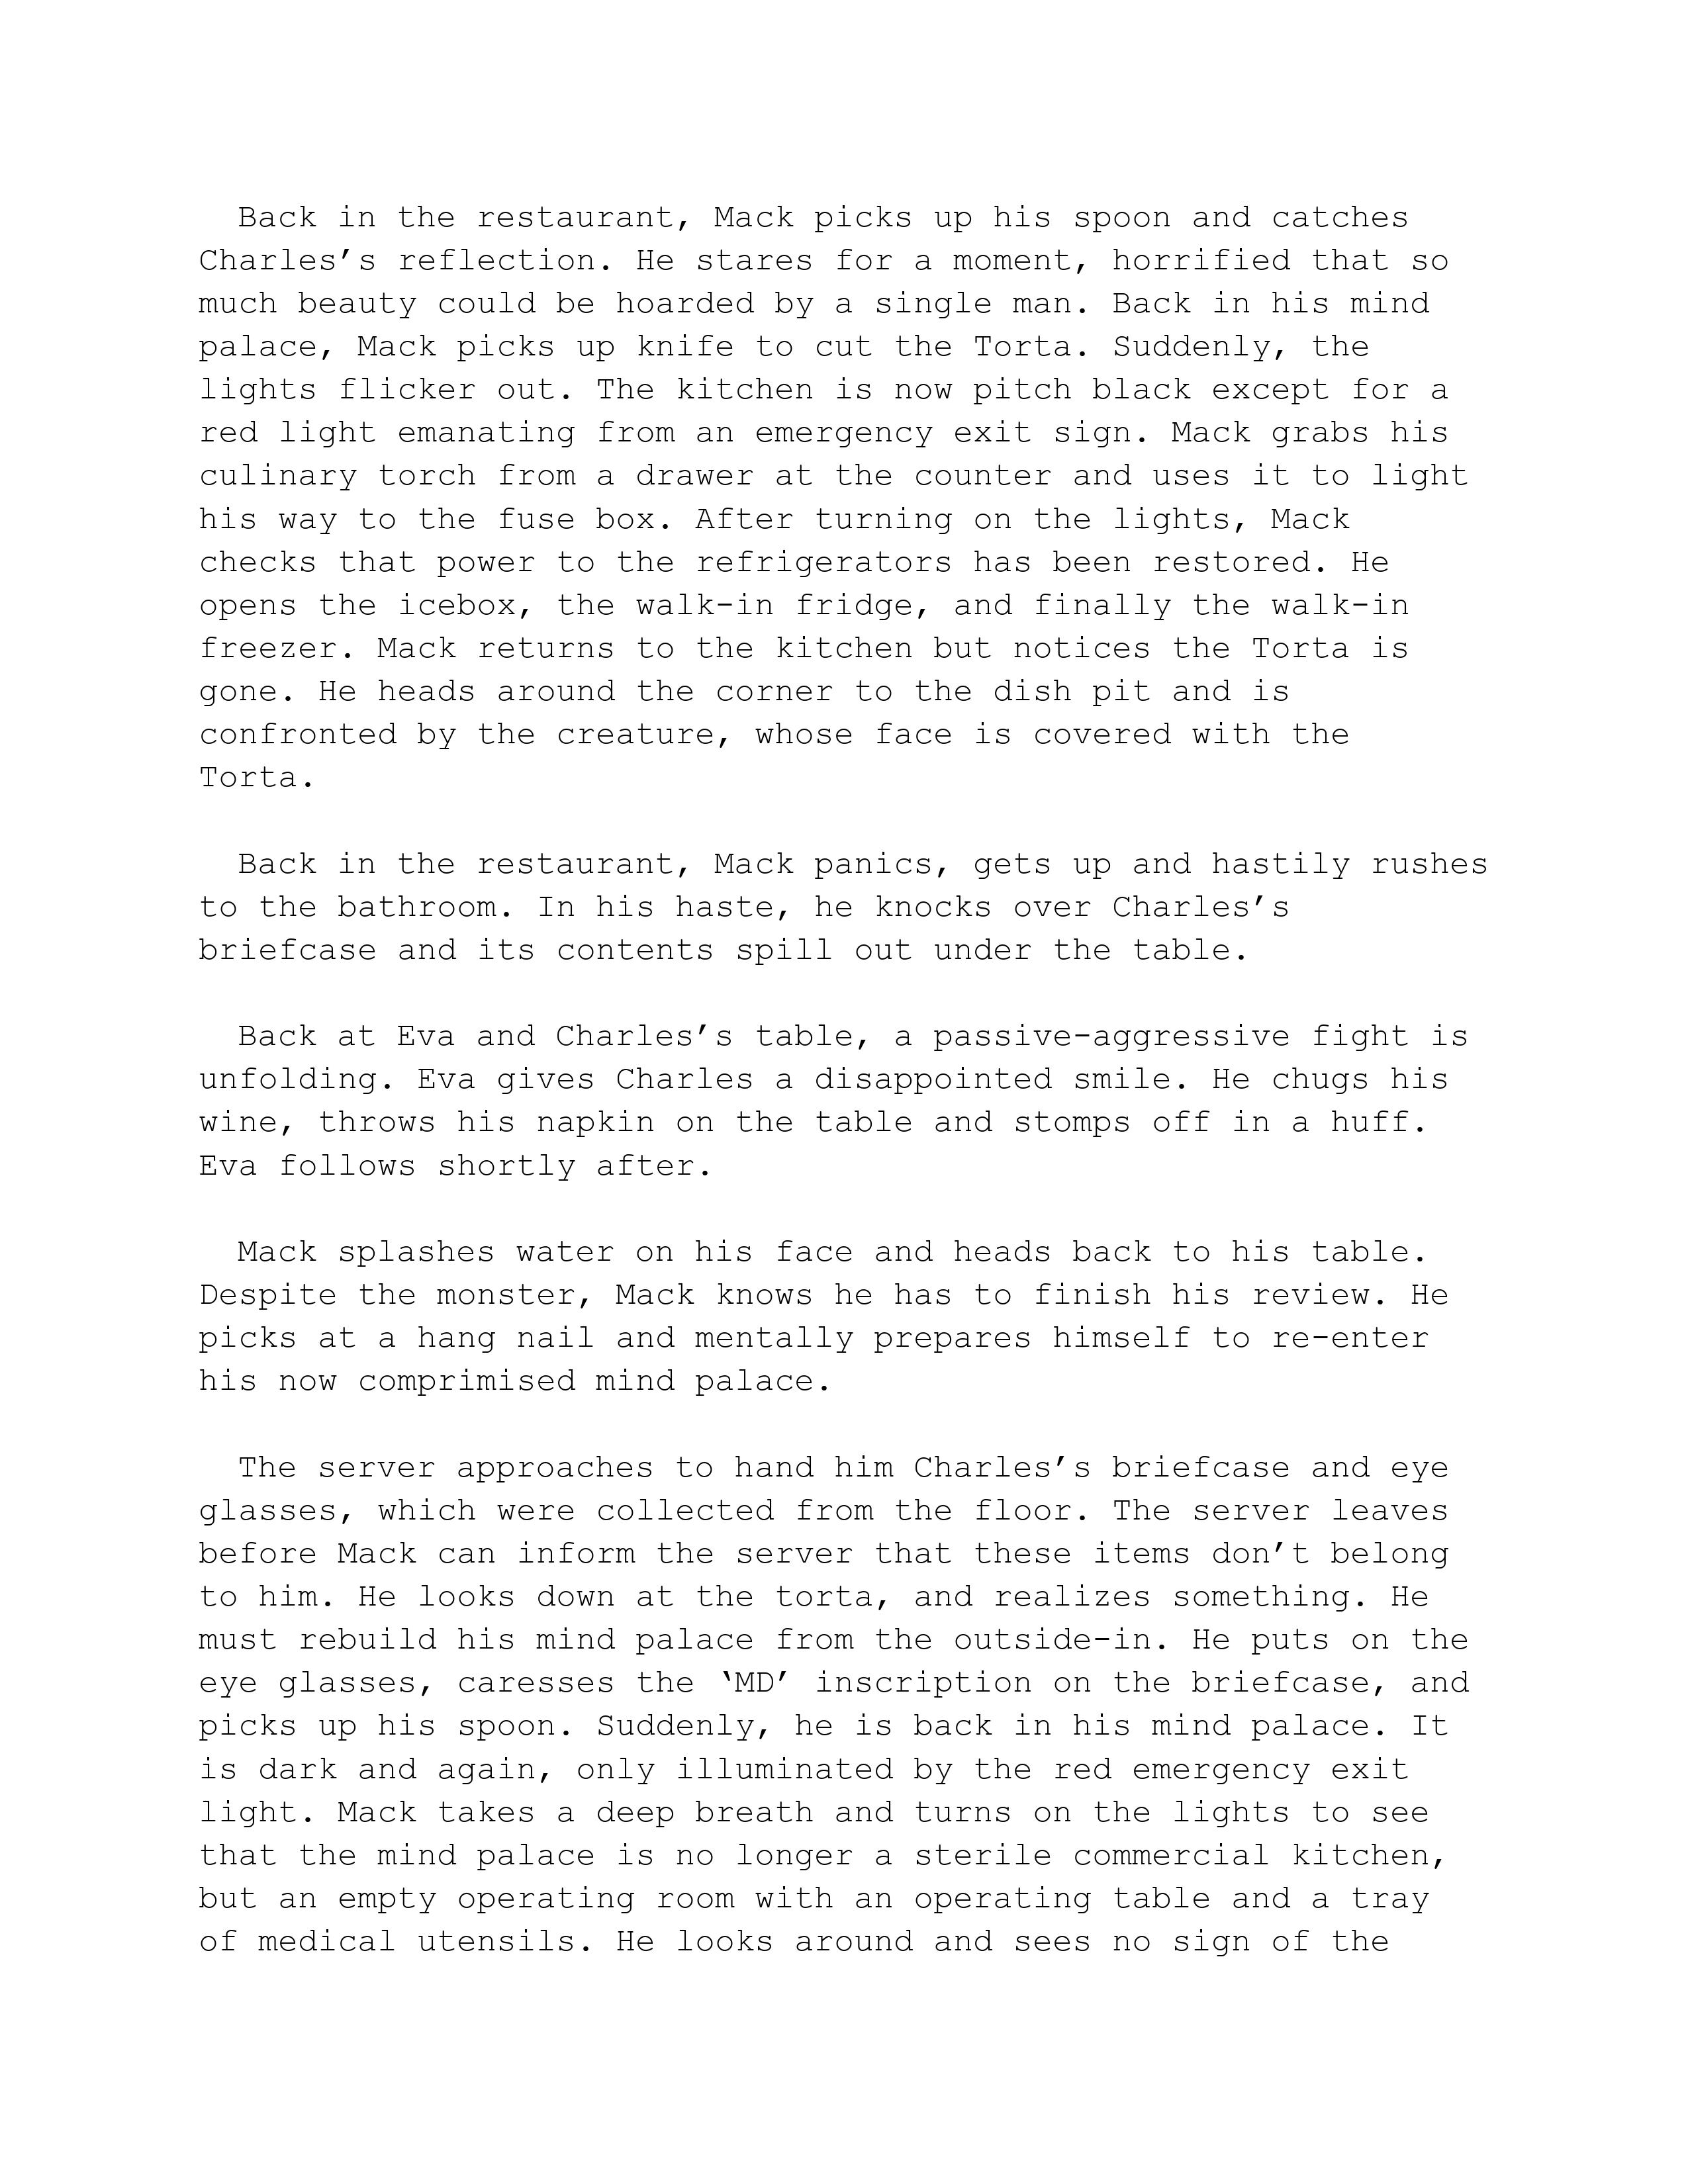 Back in the restaurant, Mack picks up his spoon and catches
Charles’s reflection. He stares for a moment, horrified that so
much beauty could be hoarded by a single man. Back in his mind
palace, Mack picks up knife to cut the Torta. Suddenly, the
lights flicker out. The kitchen is now pitch black except for a
red light emanating from an emergency exit sign. Mack grabs his
culinary torch from a drawer at the counter and uses it to light
his way to the fuse box. After turning on the lights, Mack
checks that power to the refrigerators has been restored. He
opens the icebox, the walk-in fridge, and finally the walk-in
freezer. Mack returns to the kitchen but notices the Torta is
gone. He heads around the corner to the dish pit and is
confronted by the creature, whose face is covered with the
Torta.
Back in the restaurant, Mack panics, gets up and hastily rushes
to the bathroom. In his haste, he knocks over Charles’s
briefcase and its contents spill out under the table.
Back at Eva and Charles’s table, a passive-aggressive fight is
unfolding. Eva gives Charles a disappointed smile. He chugs his
wine, throws his napkin on the table and stomps off in a huff.
Eva follows shortly after.
Mack splashes water on his face and heads back to his table.
Despite the monster, Mack knows he has to finish his review. He
picks at a hang nail and mentally prepares himself to re-enter
his now comprimised mind palace.
The server approaches to hand him Charles’s briefcase and eye
glasses, which were collected from the floor. The server leaves
before Mack can inform the server that these items don’t belong
to him. He looks down at the torta, and realizes something. He
must rebuild his mind palace from the outside-in. He puts on the
eye glasses, caresses the ‘MD’ inscription on the briefcase, and
picks up his spoon. Suddenly, he is back in his mind palace. It
is dark and again, only illuminated by the red emergency exit
light. Mack takes a deep breath and turns on the lights to see
that the mind palace is no longer a sterile commercial kitchen,
but an empty operating room with an operating table and a tray
of medical utensils. He looks around and sees no sign of the